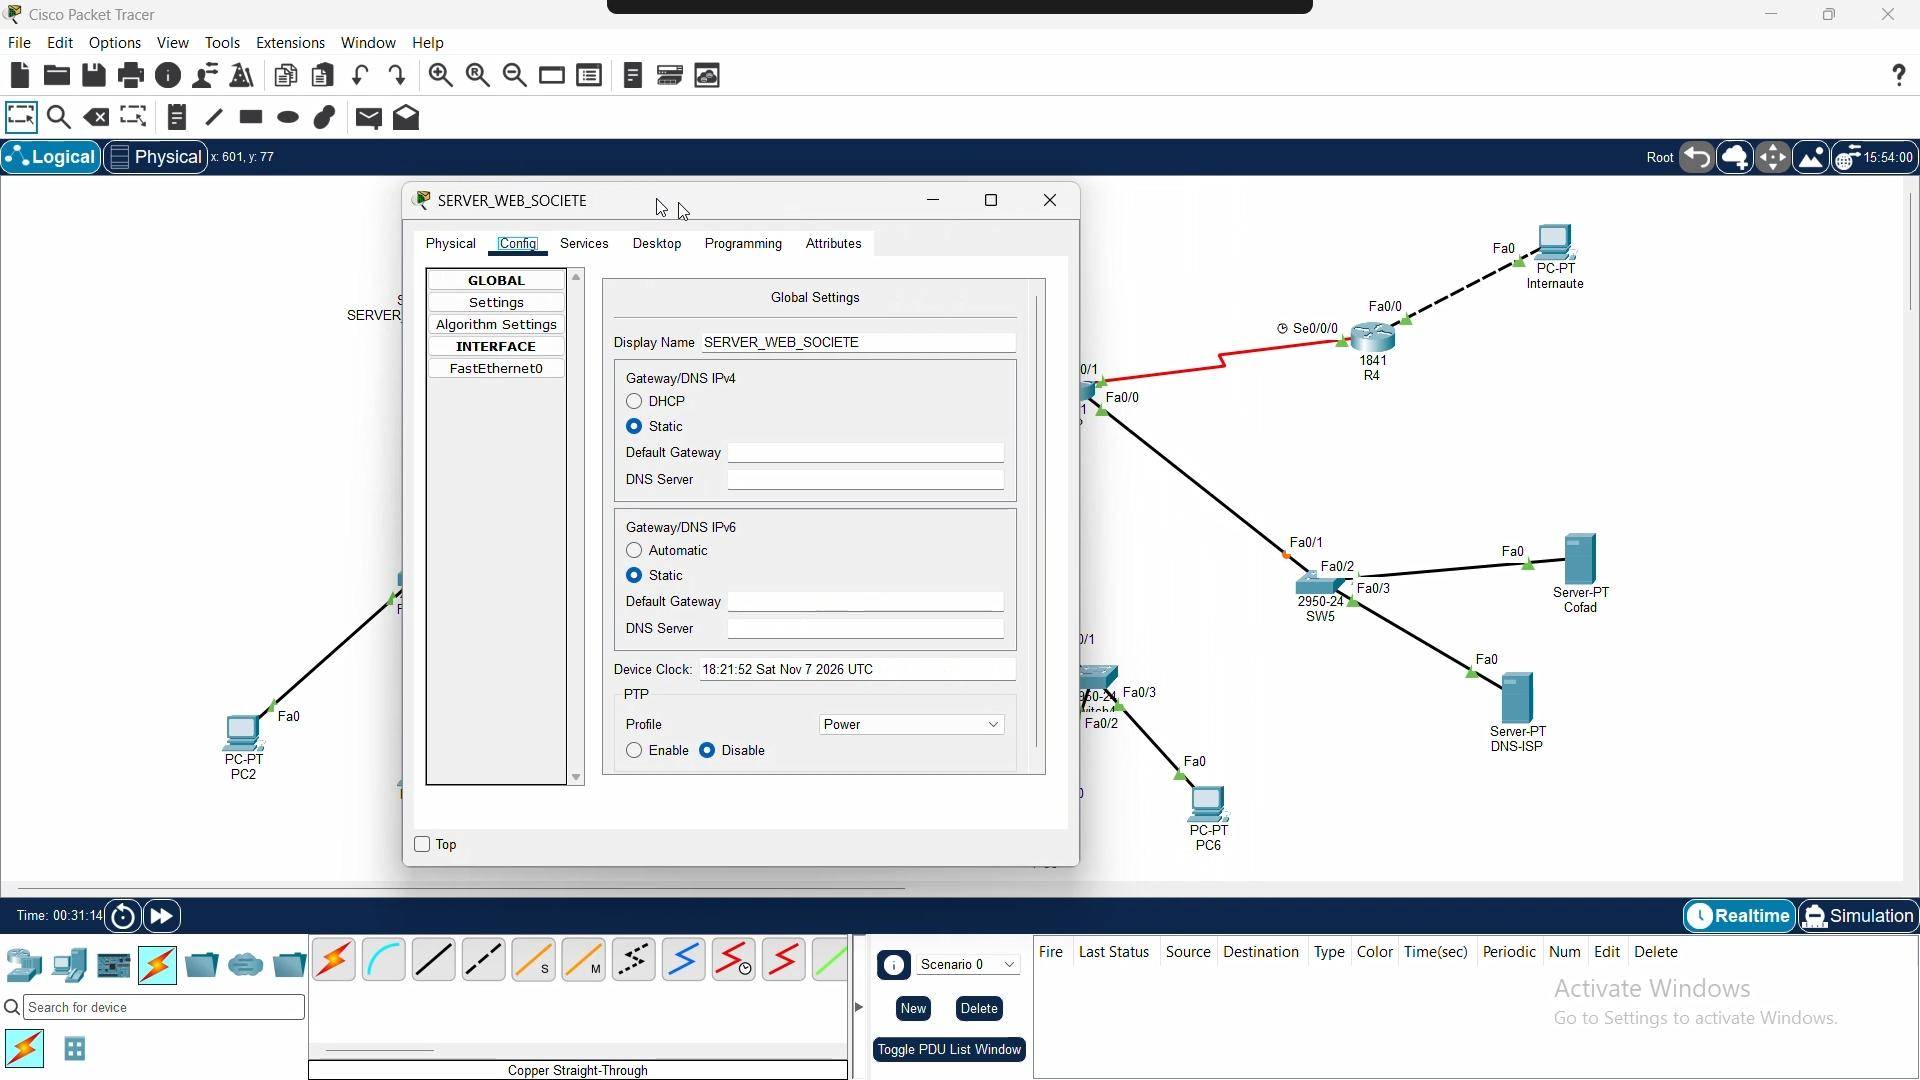 Cisco Packet Tracer
File Edit Options View Tools Extensions Window Help
Logical Physical x: 601, y: 77
Root 15:54:00
SERVER
SERVER_WEB_SOCIETE
Physical Config Services Desktop Programming Attributes
GLOBAL
Settings
Algorithm Settings
INTERFACE
FastEthernet0
Global Settings
Display Name SERVER_WEB_SOCIETE
Gateway/DNS IPv4
DHCP
Static
Default Gateway
DNS Server
Gateway/DNS IPv6
Automatic
Static
Default Gateway
DNS Server
Device Clock: 18:21:52 Sat Nov 7 2026 UTC
PTP
Profile Power
Enable Disable
Top
Fa0
PC-PT
Internaute
Fa0/0
Se0/0/0
1841
R4
0/1
Fa0/0
Fa0/1
Fa0/2
Fa0/3
2950-24
SW5
Fa0
Server-PT
Cofad
Fa0
Server-PT
DNS-ISP
Fa0/3
Fa0/2
Fa0
PC-PT
PC6
Fa0
PC-PT
PC2
Time: 00:31:14
Realtime Simulation
Search for device
Copper Straight-Through
Scenario 0
New Delete
Toggle PDU List Window
Fire Last Status Source Destination Type Color Time(sec) Periodic Num Edit Delete
Activate Windows
Go to Settings to activate Windows.